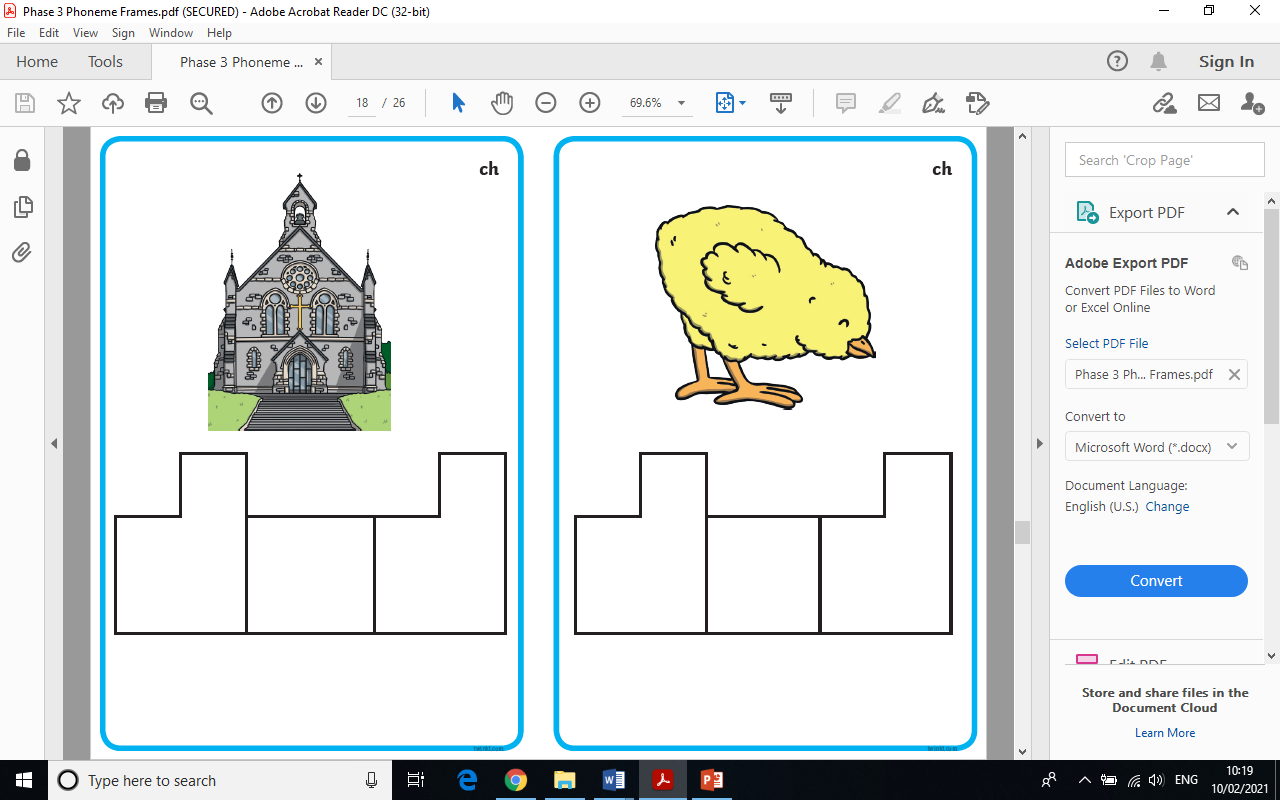 Phase 3 Phoneme Frames.pdf (SECURED) - Adobe Acrobat Reader DC (32-bit)
File Edit View Sign Window Help
Home Tools Phase 3 Phoneme ... × Sign In
18 / 26 69.6%
ch
ch
Search 'Crop Page'
Export PDF
Adobe Export PDF
Convert PDF Files to Word
or Excel Online
Select PDF File
Phase 3 Ph... Frames.pdf
Convert to
Microsoft Word (*.docx)
Document Language:
English (U.S.) Change
Convert
Edit PDF
Store and share files in the
Document Cloud
Learn More
Type here to search
ENG
10:19
10/02/2021